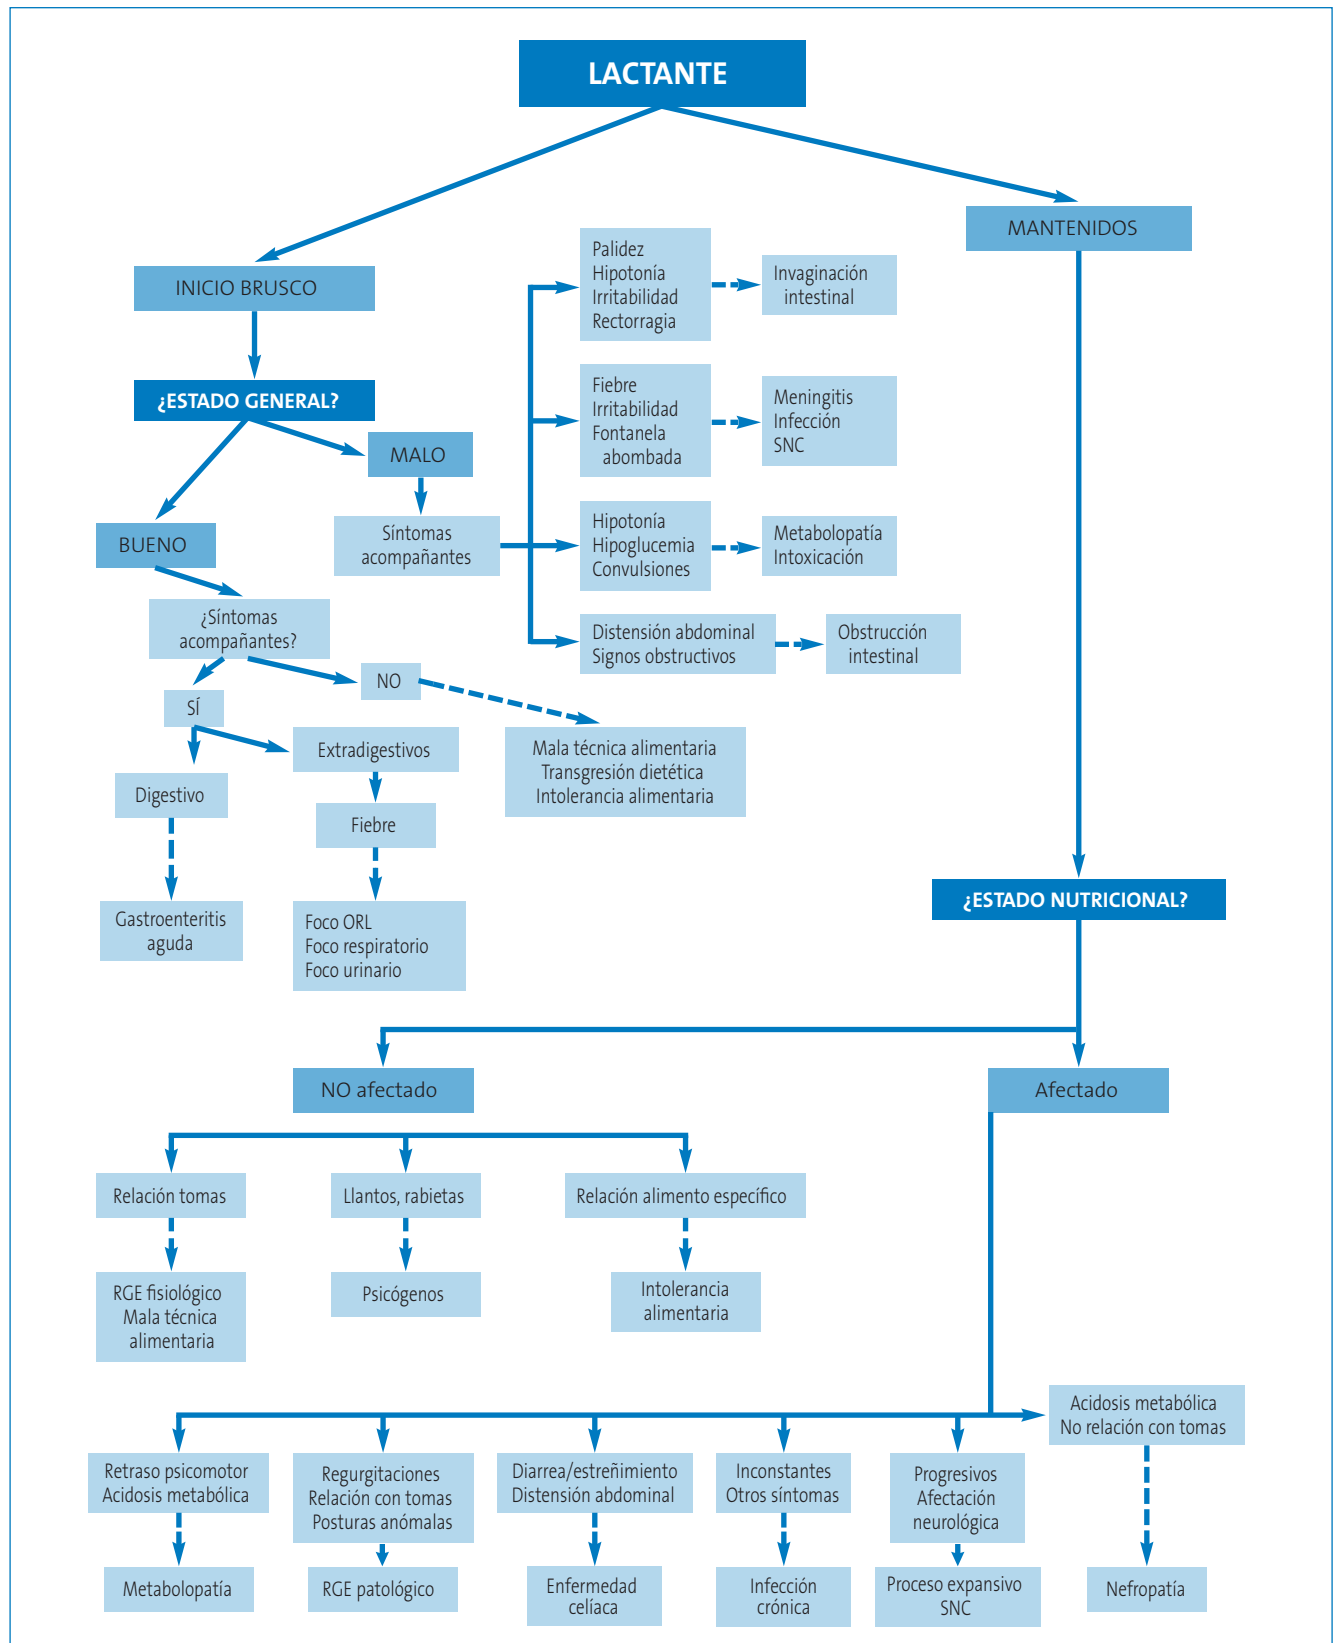 LACTANTE
MANTENIDOS
INICIO BRUSCO
¿ESTADO GENERAL?
MALO
BUENO
Síntomas
acompañantes
Palidez
Hipotonía
Irritabilidad
Rectorragia
Invaginación
intestinal
Fiebre
Irritabilidad
Fontanela
abombada
Meningitis
Infección
SNC
Hipotonía
Hipoglucemia
Convulsiones
Metabolopatía
Intoxicación
Distensión abdominal
Signos obstructivos
Obstrucción
intestinal
¿Síntomas
acompañantes?
NO
SÍ
Mala técnica alimentaria
Transgresión dietética
Intolerancia alimentaria
Extradigestivos
Digestivo
Fiebre
Gastroenteritis
aguda
Foco ORL
Foco respiratorio
Foco urinario
¿ESTADO NUTRICIONAL?
NO afectado
Afectado
Relación tomas
Llantos, rabietas
Relación alimento específico
RGE fisiológico
Mala técnica
alimentaria
Psicógenos
Intolerancia
alimentaria
Acidosis metabólica
No relación con tomas
Retraso psicomotor
Acidosis metabólica
Regurgitaciones
Relación con tomas
Posturas anómalas
Diarrea/estreñimiento
Distensión abdominal
Inconstantes
Otros síntomas
Progresivos
Afectación
neurológica
Metabolopatía
RGE patológico
Enfermedad
celíaca
Infección
crónica
Proceso expansivo
SNC
Nefropatía